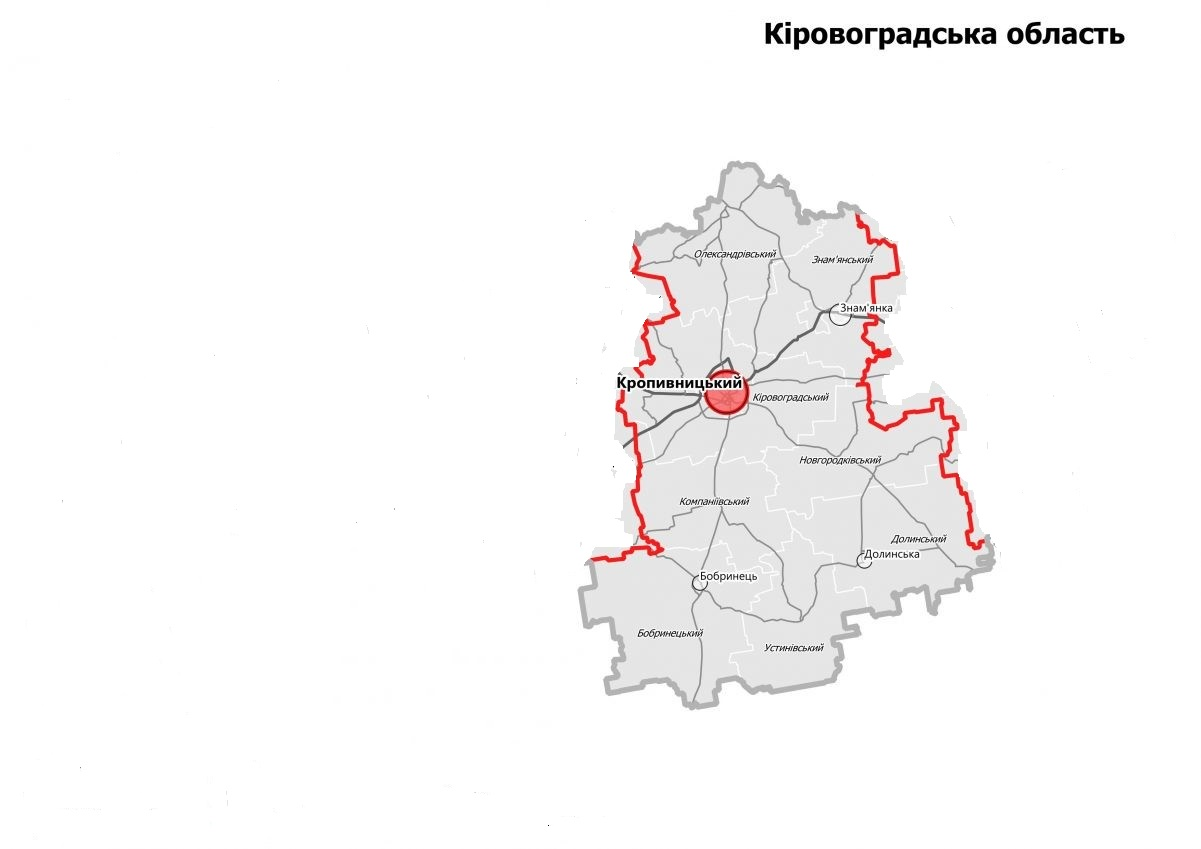 Кіровоградська область
Олександрівський
Знам'янський
Знам'янка
Кропивницький
Кіровоградський
Новгородківський
Компаніївський
Долинський
Долинська
Бобринець
Бобринецький
Устинівський